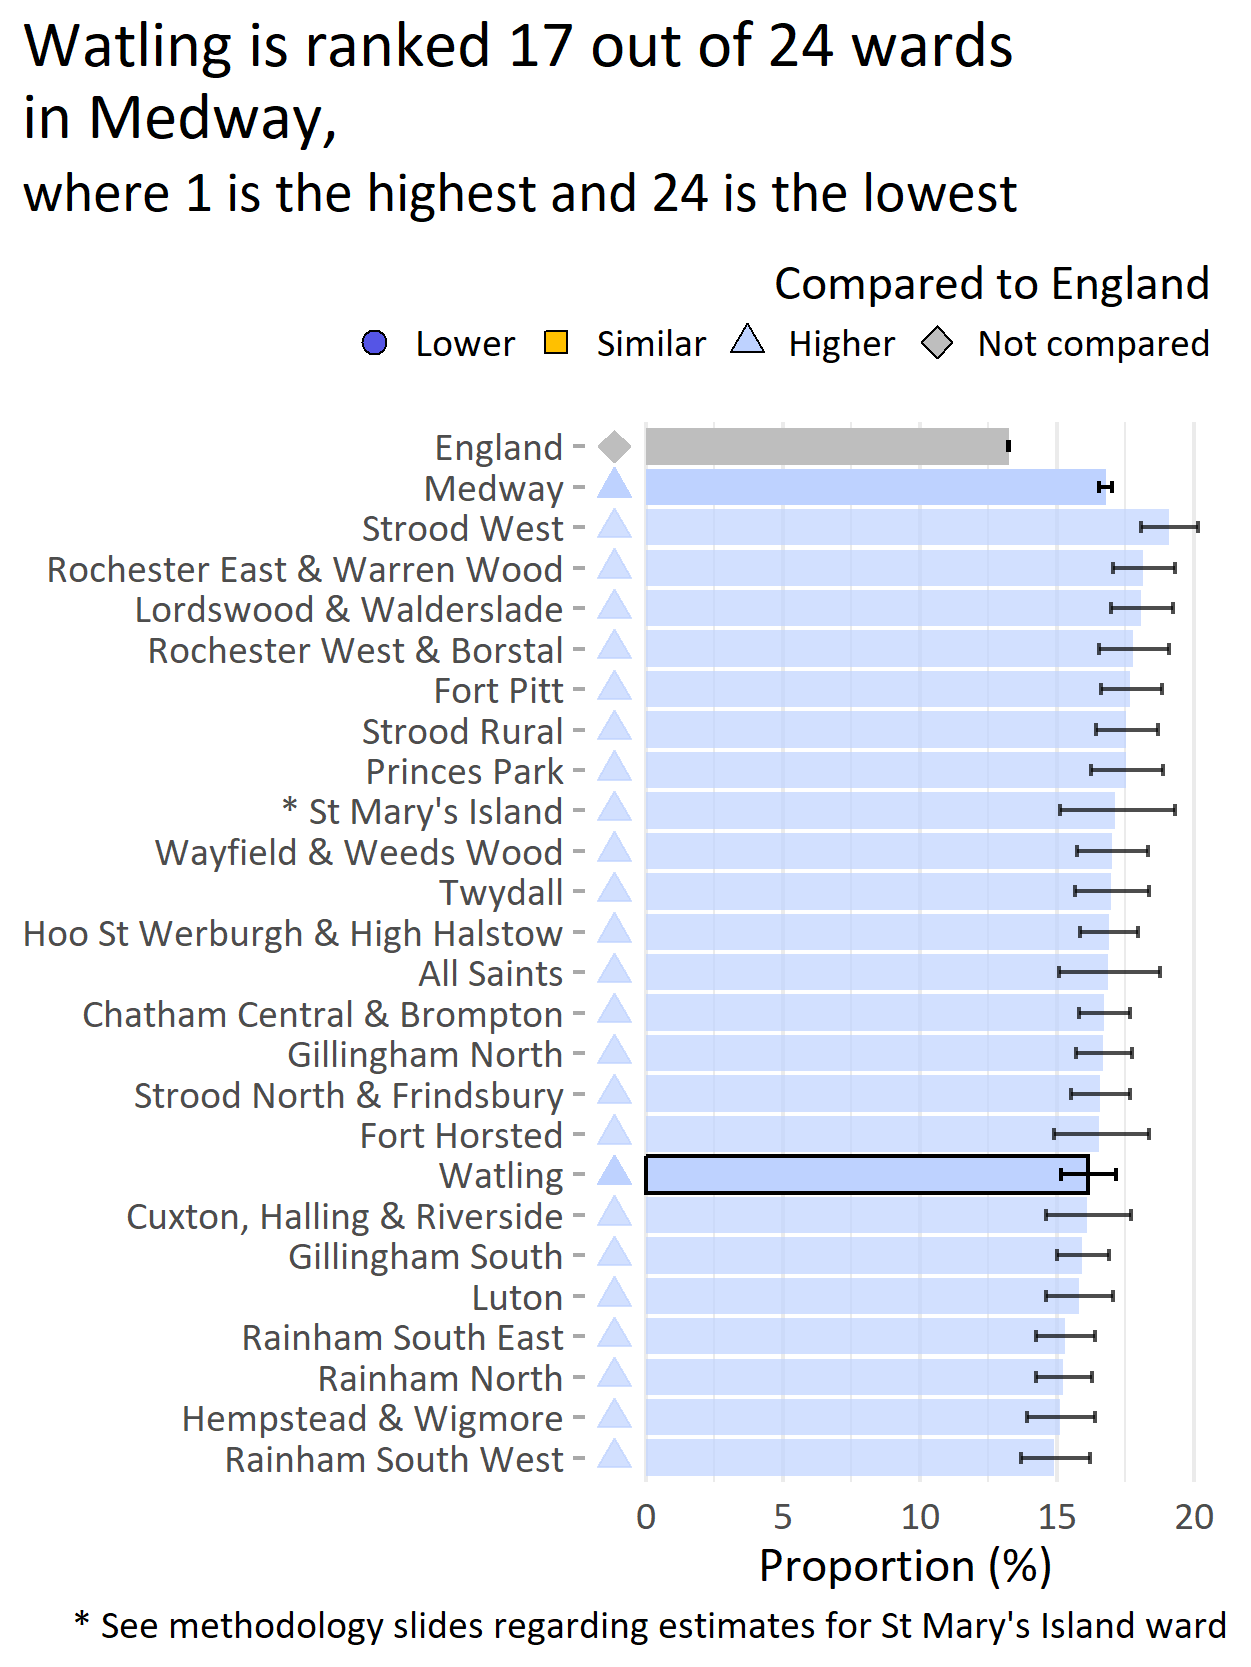 Watling is ranked 17 out of 24 wards
in Medway,
where 1 is the highest and 24 is the lowest
Compared to England
Lower Similar Higher Not compared
England
Medway
Strood West
Rochester East & Warren Wood
Lordswood & Walderslade
Rochester West & Borstal
Fort Pitt
Strood Rural
Princes Park
* St Mary's Island
Wayfield & Weeds Wood
Twydall
Hoo St Werburgh & High Halstow
All Saints
Chatham Central & Brompton
Gillingham North
Strood North & Frindsbury
Fort Horsted
Watling
Cuxton, Halling & Riverside
Gillingham South
Luton
Rainham South East
Rainham North
Hempstead & Wigmore
Rainham South West
0 5 10 15 20
Proportion (%)
* See methodology slides regarding estimates for St Mary's Island ward